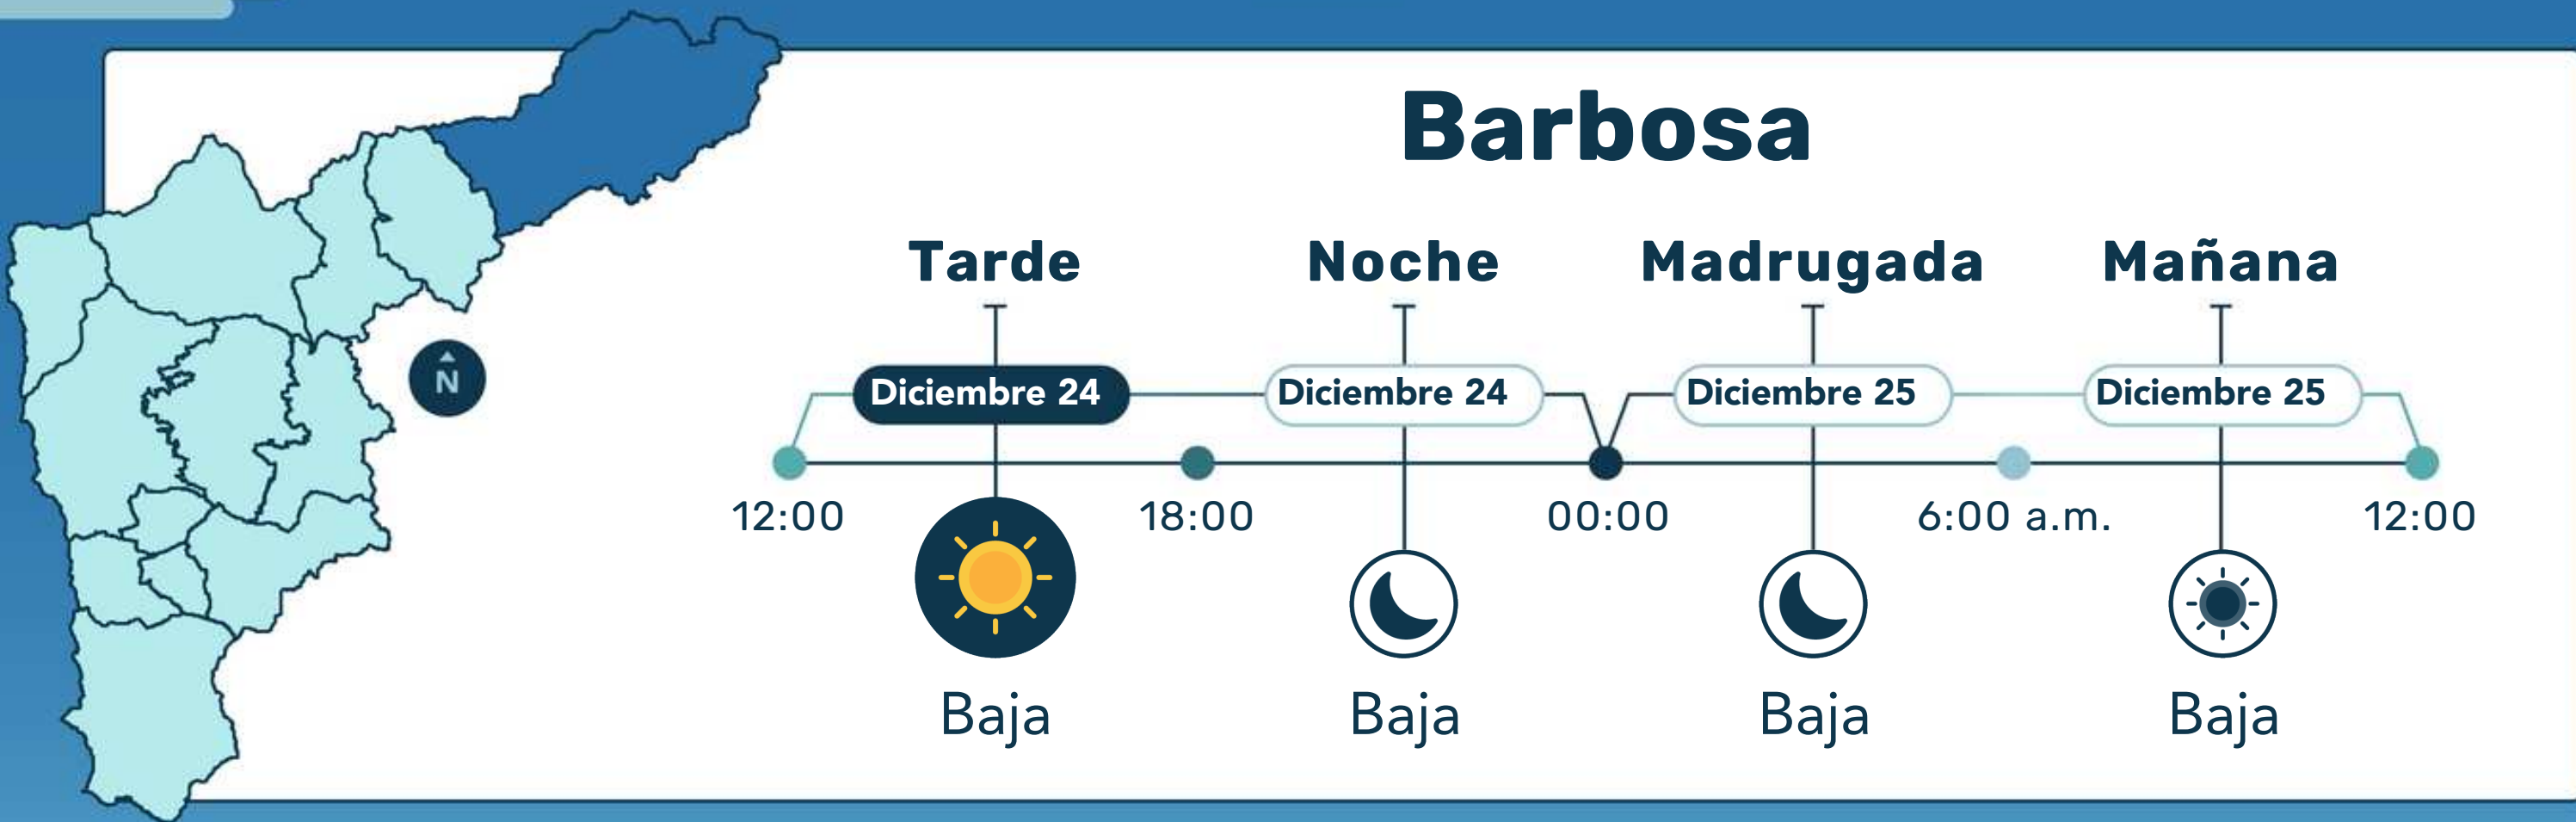 Barbosa
Tarde Noche Madrugada Mañana
Diciembre 24 Diciembre 24 Diciembre 25 Diciembre 25
N
12:00 18:00 00:00 6:00 a.m. 12:00
Baja Baja Baja Baja